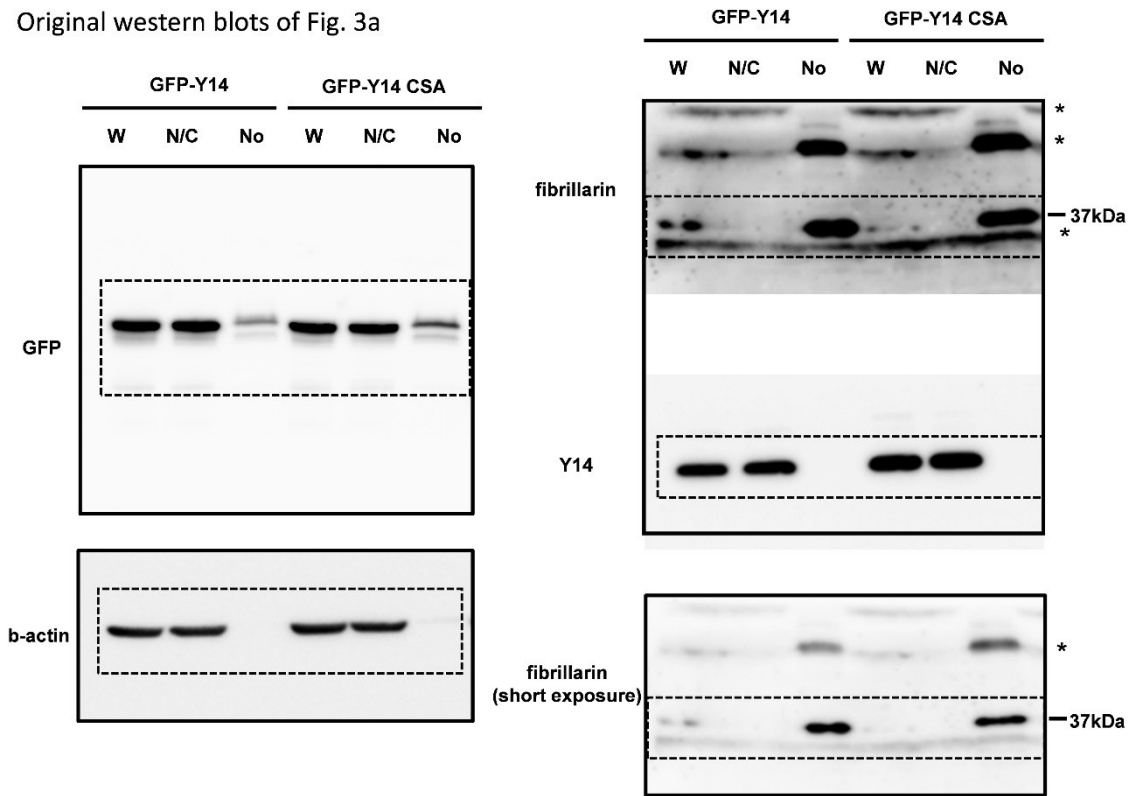 Original western blots of Fig. 3a
GFP-Y14 GFP-Y14 CSA
W N/C No W N/C No
GFP
b-actin
GFP-Y14 GFP-Y14 CSA
W N/C No W N/C No
*
*
fibrillarin
37kDa
*
Y14
*
fibrillarin
(short exposure)
37kDa